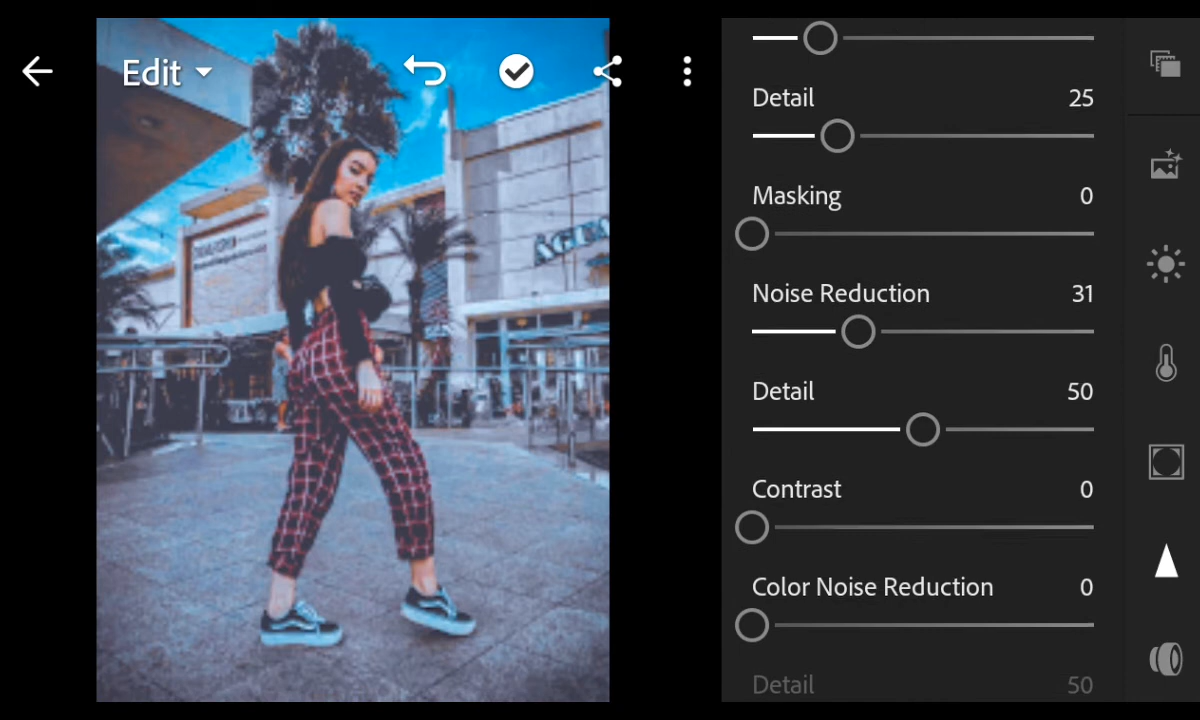 Edit
Detail 25
Masking 0
Noise Reduction 31
Detail 50
Contrast 0
Color Noise Reduction 0
Detail 50